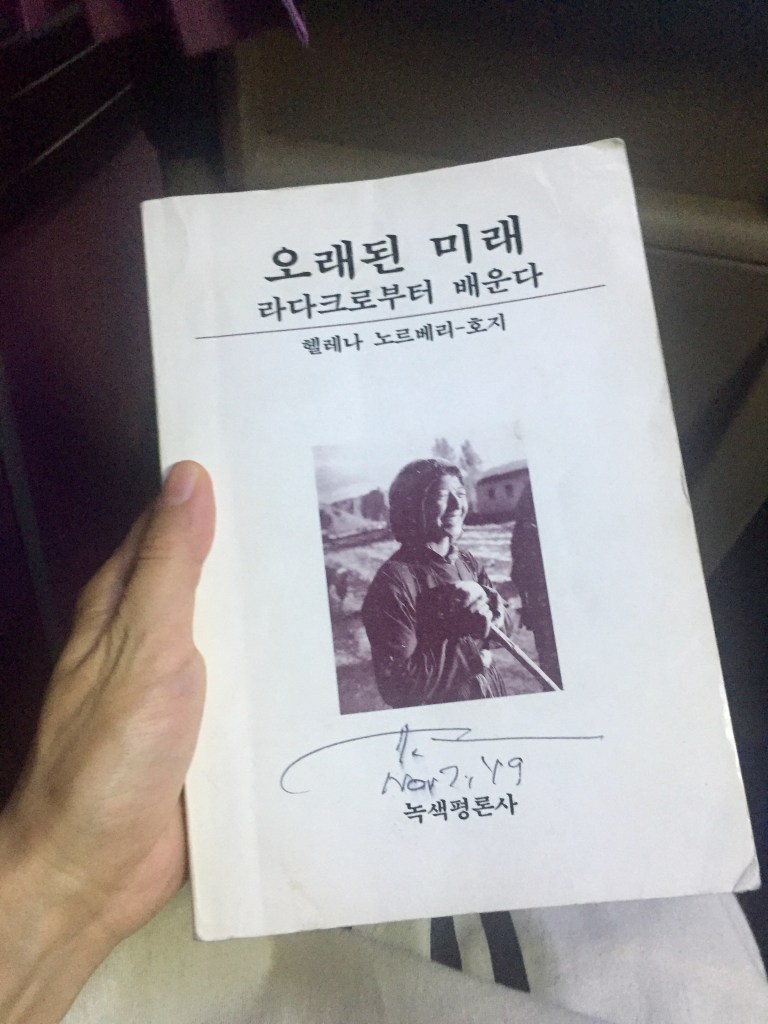 오래된 미래
라다크로부터 배운다
헬레나 노르베리-호지
Nov 7, '19
녹색평론사